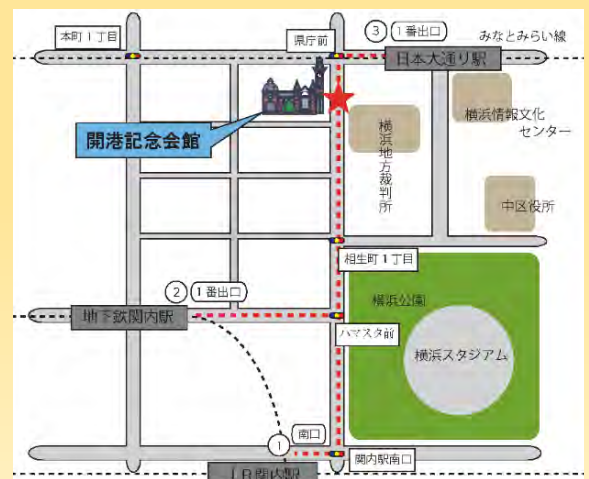 本町1丁目
県庁前
③
1番出口
みなとみらい線
日本大通り駅
開港記念会館
横浜地方裁判所
横浜情報文化
センター
中区役所
相生町1丁目
②
1番出口
地下鉄関内駅
横浜公園
ハマスタ前
横浜スタジアム
①
南口
関内駅南口
JR関内駅